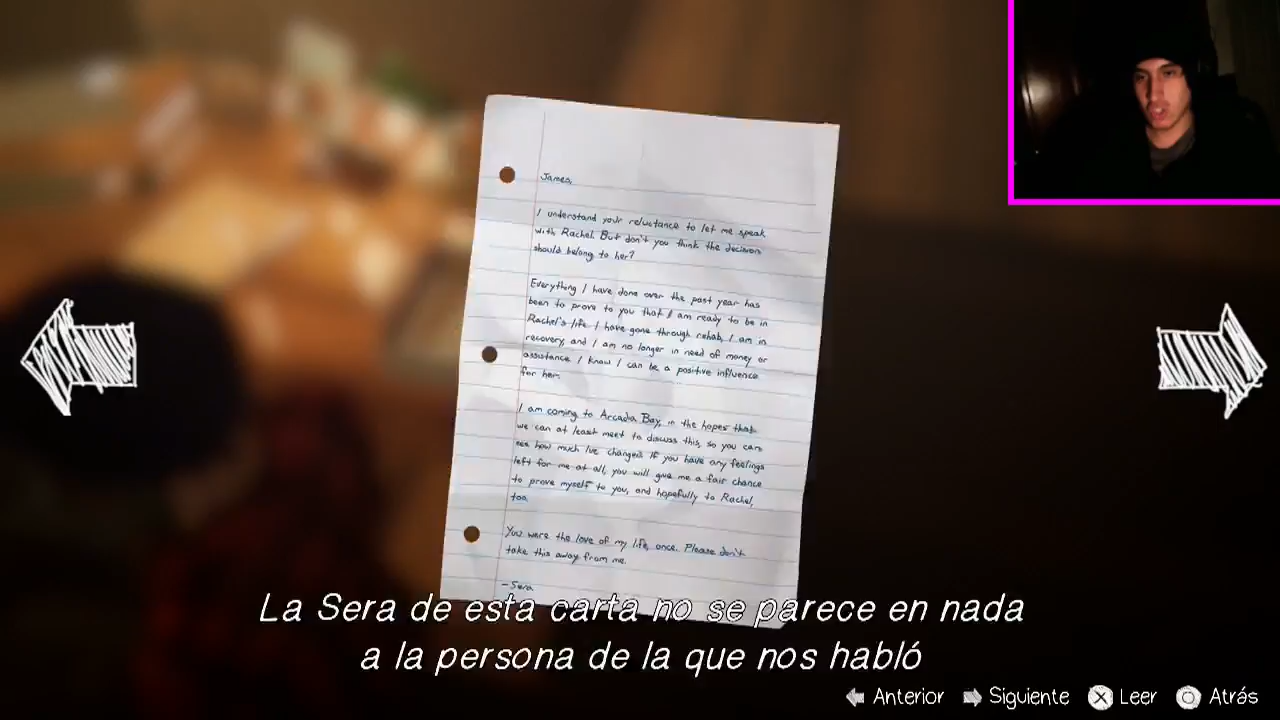 James,
I understand your reluctance to let me speak
with Rachel. But don't you think the decision
should belong to her?
Everything I have done over the past year has
been to prove to you that I am ready to be in
Rachel's life. I have gone through rehab, I am in
recovery, and I am no longer in need of money or
assistance. I know I can be a positive influence
for her.
I am coming to Arcadia Bay, in the hopes that
we can at least meet to discuss this, so you can
see how much I've changed. If you have any feelings
left for me at all, you will give me a fair chance
to prove myself to you, and hopefully to Rachel,
too.
You were the love of my life, once. Please don't
take this away from me.
-Sera.
La Sera de esta carta no se parece en nada
a la persona de la que nos habló
Anterior Siguiente Leer Atrás